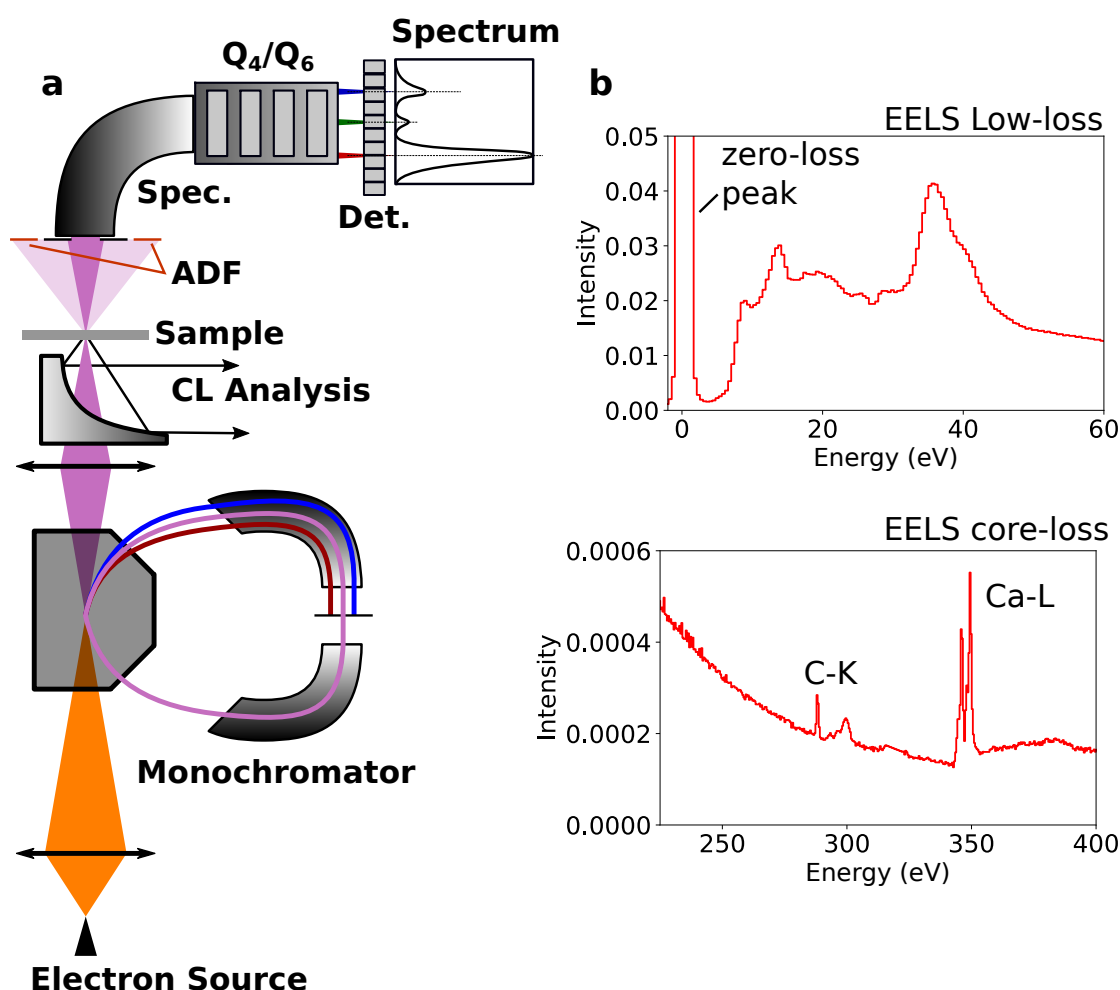 a
Q4/Q6
Spectrum
Spec.
Det.
ADF
Sample
CL Analysis
Monochromator
Electron Source
b
EELS Low-loss
zero-loss
peak
Intensity
0.05
0.04
0.03
0.02
0.01
0.00
0
20
40
60
Energy (eV)
EELS core-loss
C-K
Ca-L
Intensity
0.0006
0.0004
0.0002
0.0000
250
300
350
400
Energy (eV)